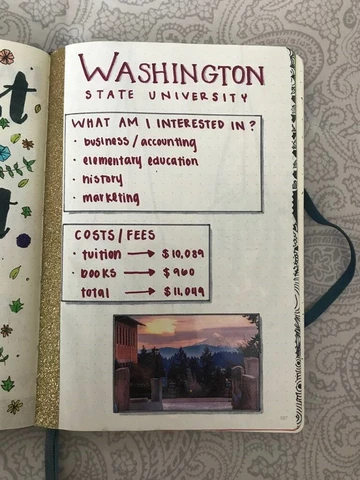 WASHINGTON
STATE UNIVERSITY
WHAT AM I INTERESTED IN?
· business / accounting
· elementary education
· history
· marketing
COSTS/FEES
· tuition → $10,089
· books → $960
total → $11,049